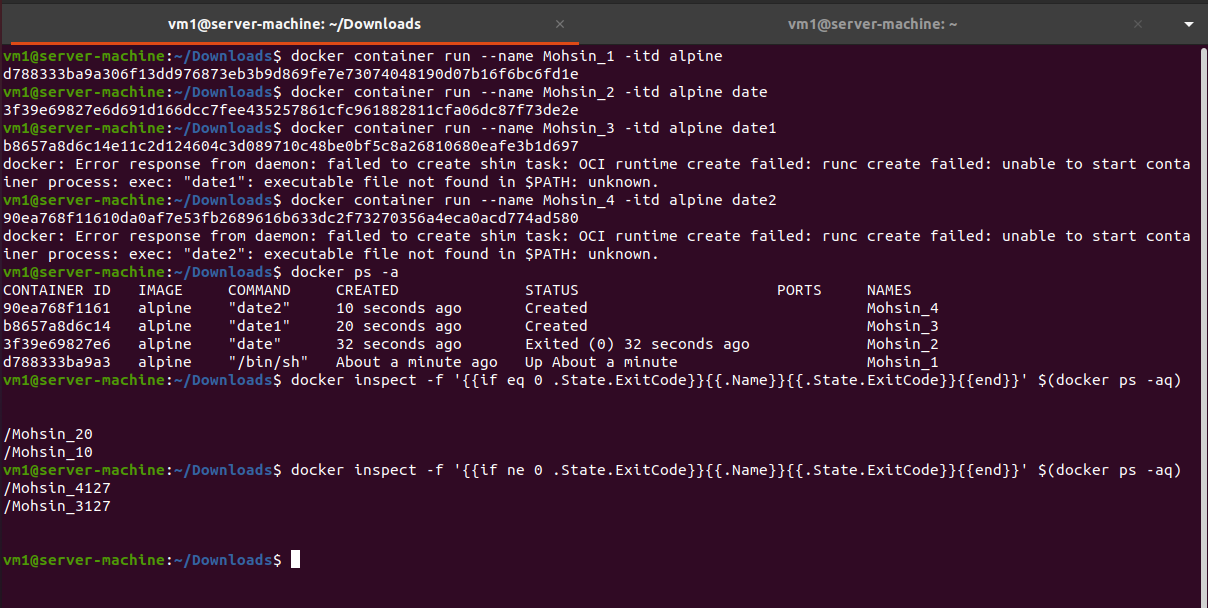 vm1@server-machine: ~/Downloads × vm1@server-machine: ~ ×
vm1@server-machine:~/Downloads$ docker container run --name Mohsin_1 -itd alpine
d788333ba9a306f13dd976873eb3b9d869fe7e73074048190d07b16f6bc6fd1e
vm1@server-machine:~/Downloads$ docker container run --name Mohsin_2 -itd alpine date
3f39e69827e6d691d166dcc7fee435257861cfc961882811cfa06dc87f73de2e
vm1@server-machine:~/Downloads$ docker container run --name Mohsin_3 -itd alpine date1
b8657a8d6c14e11c2d124604c3d089710c48be0bf5c8a26810680eafe3b1d697
docker: Error response from daemon: failed to create shim task: OCI runtime create failed: runc create failed: unable to start conta
iner process: exec: "date1": executable file not found in $PATH: unknown.
vm1@server-machine:~/Downloads$ docker container run --name Mohsin_4 -itd alpine date2
90ea768f11610da0af7e53fb2689616b633dc2f73270356a4eca0acd774ad580
docker: Error response from daemon: failed to create shim task: OCI runtime create failed: runc create failed: unable to start conta
iner process: exec: "date2": executable file not found in $PATH: unknown.
vm1@server-machine:~/Downloads$ docker ps -a
CONTAINER ID   IMAGE     COMMAND     CREATED              STATUS                      PORTS     NAMES
90ea768f1161   alpine    "date2"     10 seconds ago       Created                               Mohsin_4
b8657a8d6c14   alpine    "date1"     20 seconds ago       Created                               Mohsin_3
3f39e69827e6   alpine    "date"      32 seconds ago       Exited (0) 32 seconds ago             Mohsin_2
d788333ba9a3   alpine    "/bin/sh"   About a minute ago   Up About a minute                     Mohsin_1
vm1@server-machine:~/Downloads$ docker inspect -f '{{if eq 0 .State.ExitCode}}{{.Name}}{{.State.ExitCode}}{{end}}' $(docker ps -aq)
/Mohsin_20
/Mohsin_10
vm1@server-machine:~/Downloads$ docker inspect -f '{{if ne 0 .State.ExitCode}}{{.Name}}{{.State.ExitCode}}{{end}}' $(docker ps -aq)
/Mohsin_4127
/Mohsin_3127
vm1@server-machine:~/Downloads$